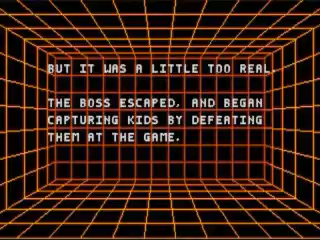 BUT IT WAS A LITTLE TOO REAL.
THE BOSS ESCAPED, AND BEGAN
CAPTURING KIDS BY DEFEATING
THEM AT THE GAME.